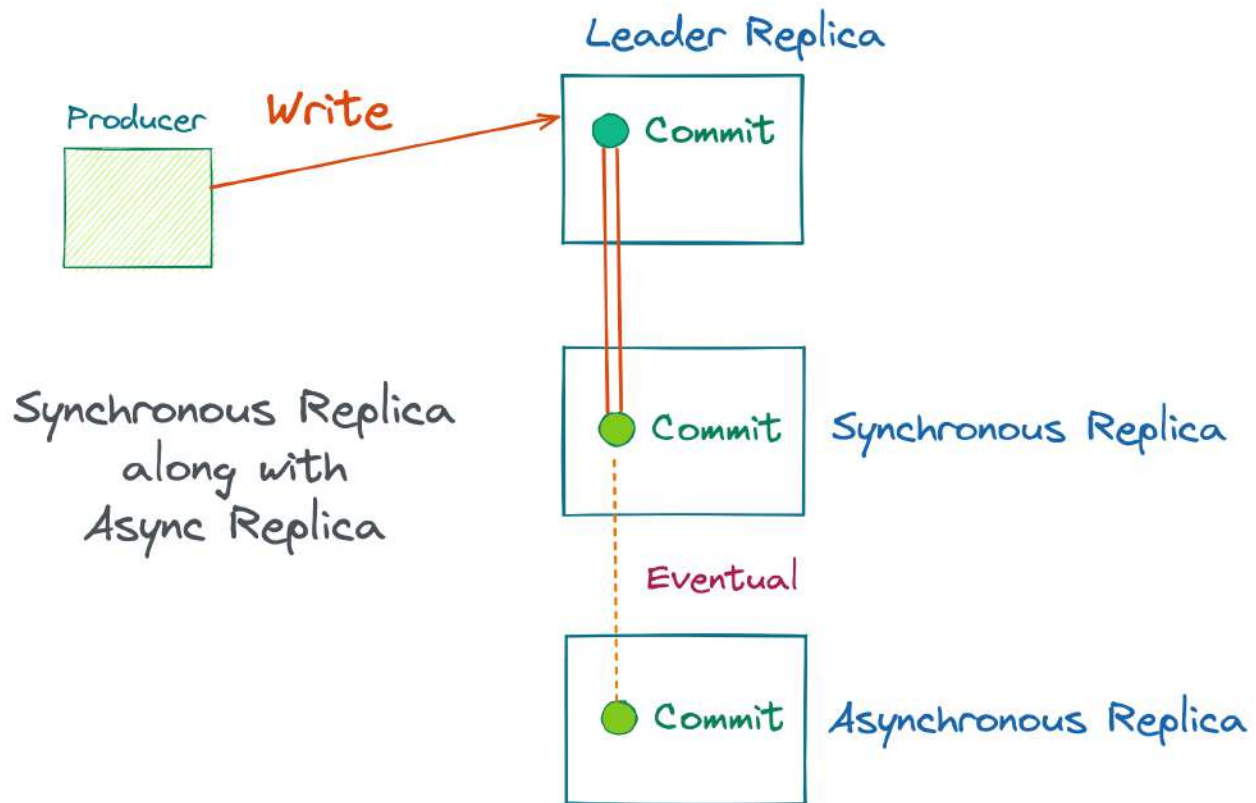 Leader Replica
Producer
Write
Commit
Synchronous Replica
along with
Async Replica
Commit
Synchronous Replica
Eventual
Commit
Asynchronous Replica